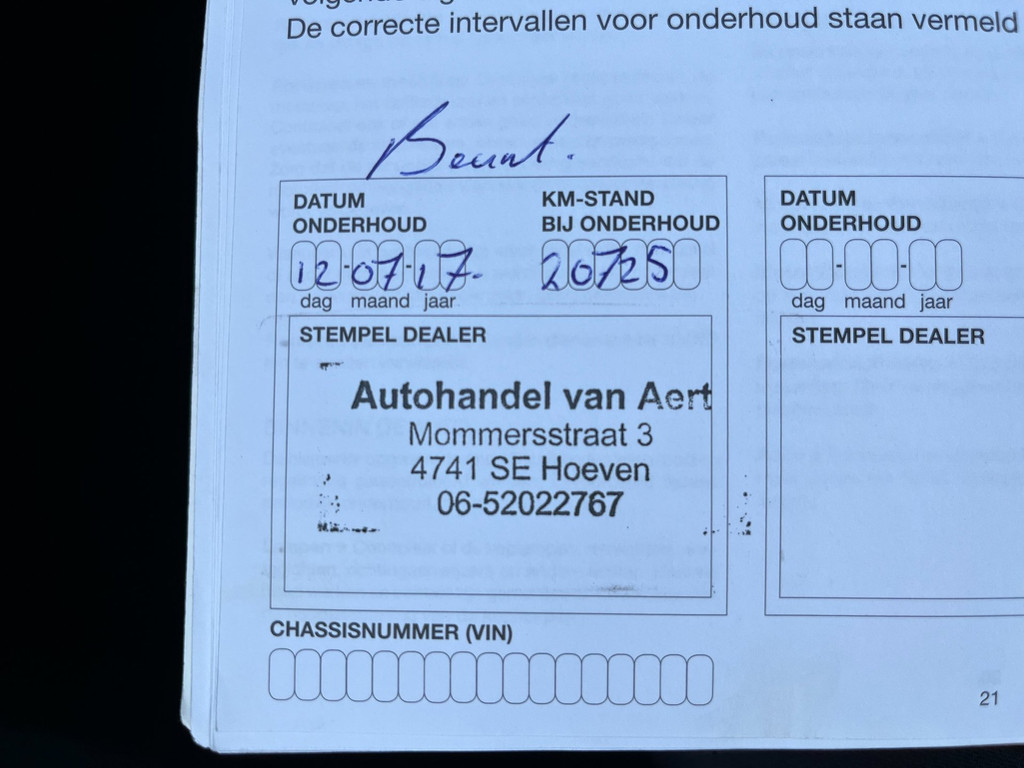 De correcte intervallen voor onderhoud staan vermeld
DATUM
ONDERHOUD
12-07-17-
dag maand jaar
KM-STAND
BIJ ONDERHOUD
20725
STEMPEL DEALER
Autohandel van Aert
Mommersstraat 3
4741 SE Hoeven
06-52022767
CHASSISNUMMER (VIN)
DATUM
ONDERHOUD
dag maand jaar
STEMPEL DEALER
21